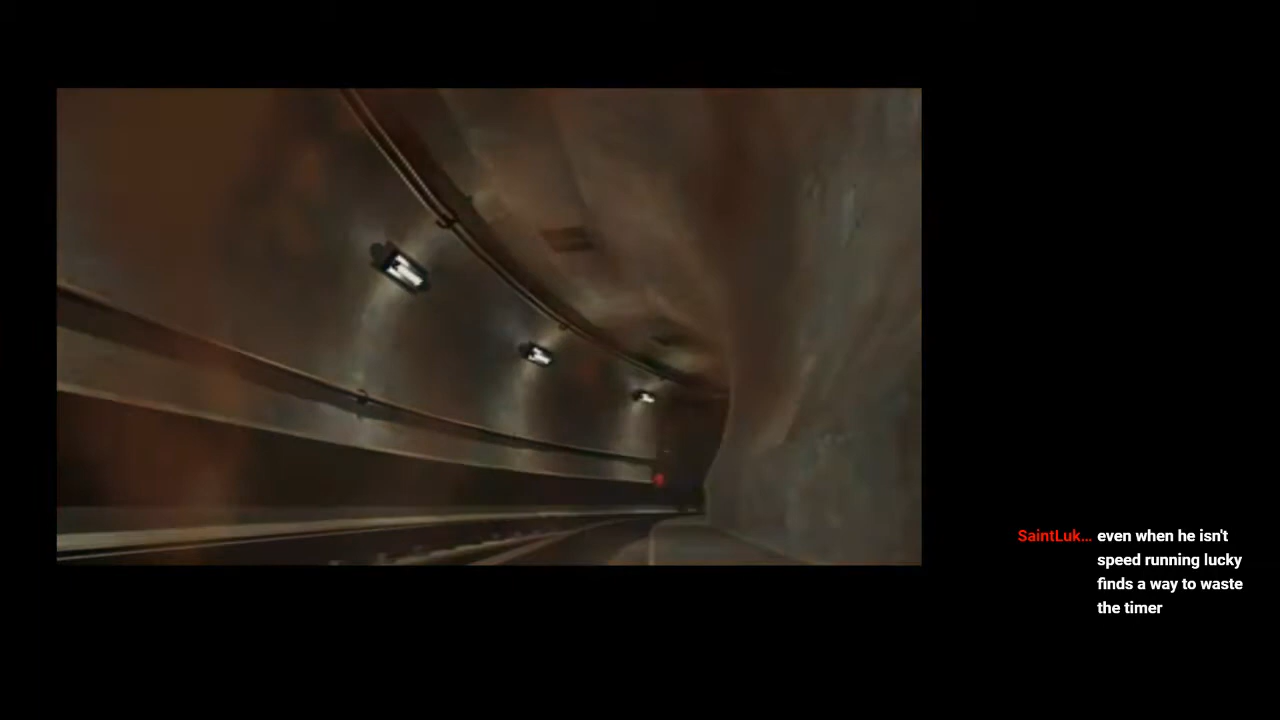 SaintLuk... even when he isn't
speed running lucky
finds a way to waste
the timer